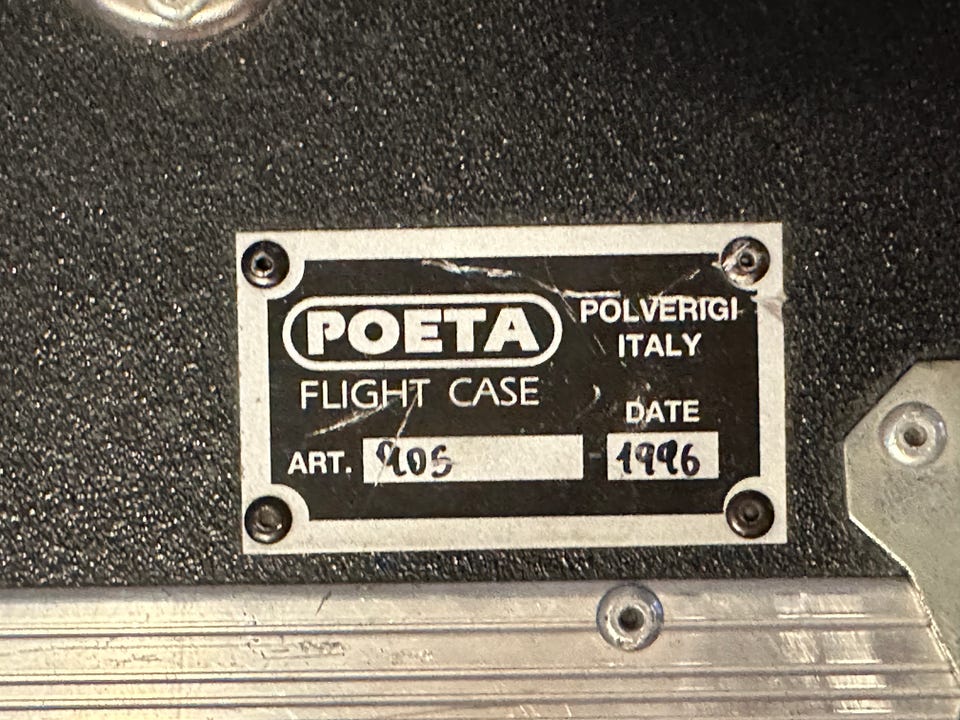 POETA
FLIGHT CASE
POLVERIGI
ITALY
DATE
ART. 905
1996